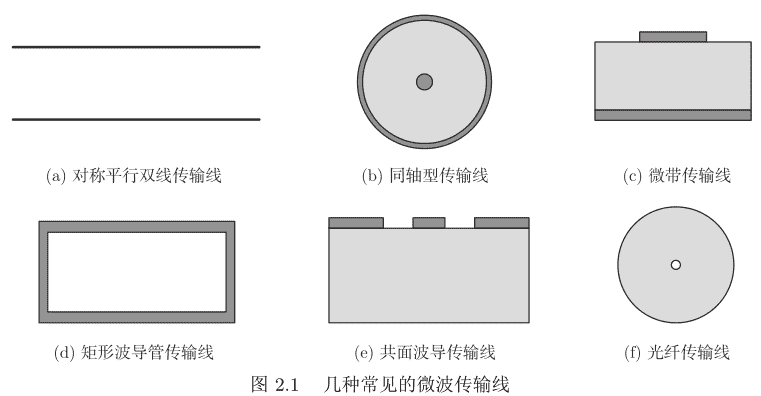 (a) 对称平行双线传输线
(b) 同轴型传输线
(c) 微带传输线
(d) 矩形波导管传输线
(e) 共面波导传输线
(f) 光纤传输线
图 2.1 几种常见的微波传输线